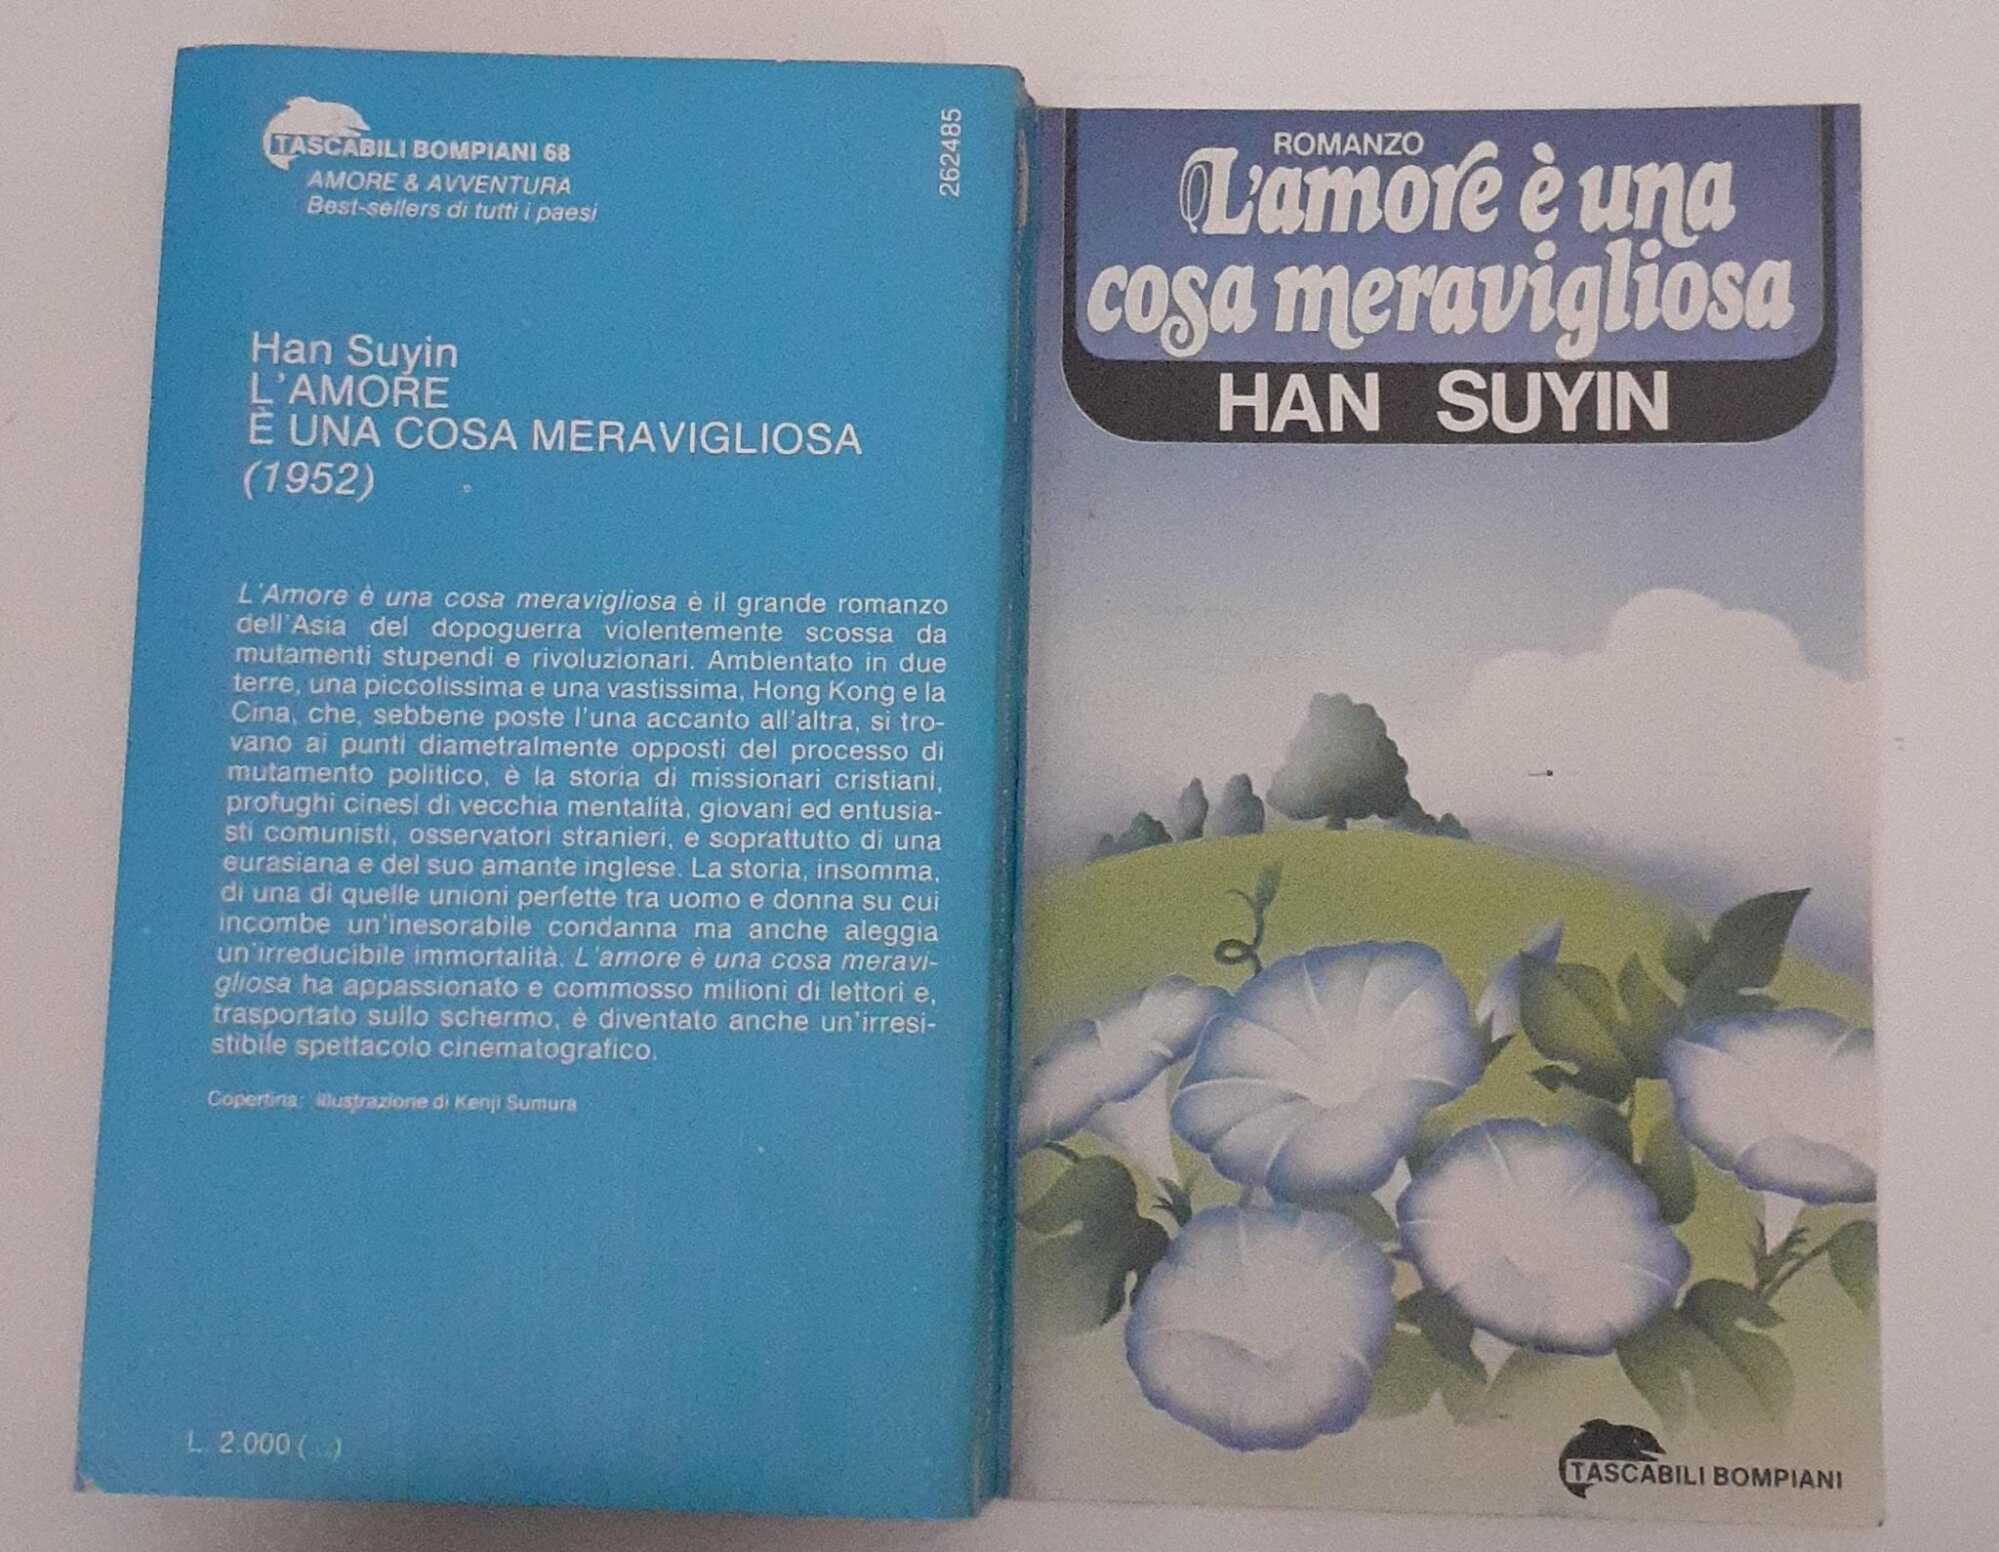 TASCABILI BOMPIANI 68
AMORE & AVVENTURA
Best-sellers di tutti i paesi
262485
Han Suyin
L'AMORE
È UNA COSA MERAVIGLIOSA
(1952)
L'Amore è una cosa meravigliosa è il grande romanzo
dell'Asia del dopoguerra violentemente scossa da
mutamenti stupendi e rivoluzionari. Ambientato in due
terre, una piccolissima e una vastissima, Hong Kong e la
Cina, che, sebbene poste l'una accanto all'altra, si tro-
vano ai punti diametralmente opposti del processo di
mutamento politico, è la storia di missionari cristiani,
profughi cinesi di vecchia mentalità, giovani ed entusia-
sti comunisti, osservatori stranieri, e soprattutto di una
eurasiana e del suo amante inglese. La storia, insomma,
di una di quelle unioni perfette tra uomo e donna su cui
incombe un'inesorabile condanna ma anche aleggia
un'irreducibile immortalità. L'amore è una cosa meravi-
gliosa ha appassionato e commosso milioni di lettori e,
trasportato sullo schermo, è diventato anche un'irresi-
stibile spettacolo cinematografico.
Copertina: illustrazione di Kenji Sumura
L. 2.000 (...)
ROMANZO
L'amore è una
cosa meravigliosa
HAN SUYIN
TASCABILI BOMPIANI